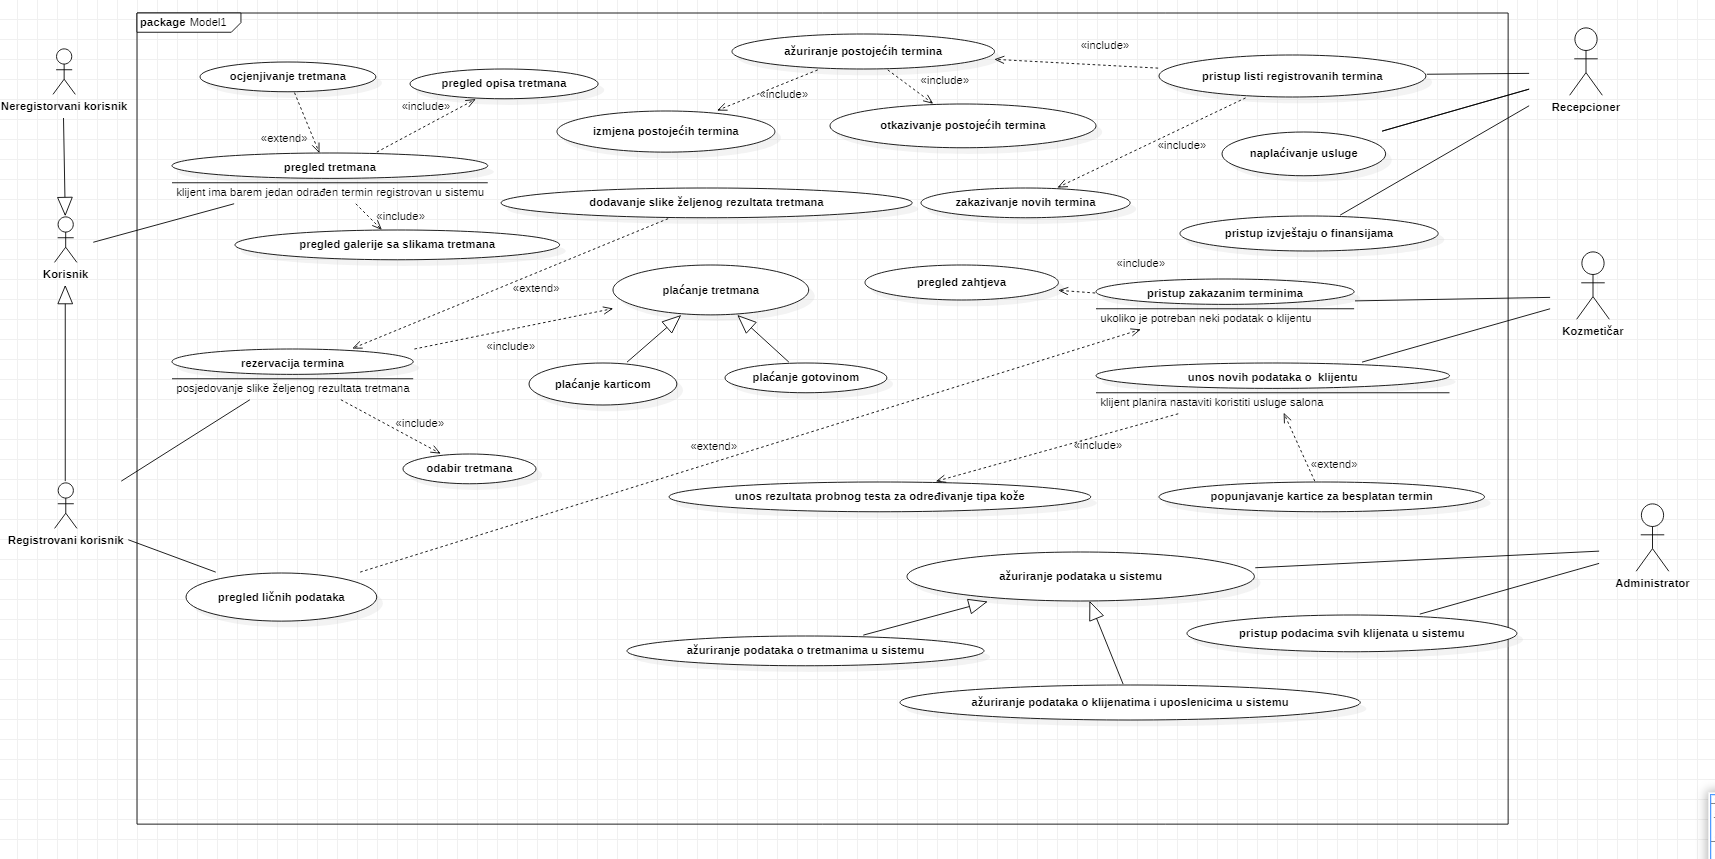 package Model1
Neregistorvani korisnik
ocjenjivanje tretmana
pregled opisa tretmana
«include»
«extend»
pregled tretmana
klijent ima barem jedan odrađen termin registrovan u sistemu
«include»
pregled galerije sa slikama tretmana
Korisnik
ažuriranje postojećih termina
«include»
pristup listi registrovanih termina
«include»
«include»
izmjena postojećih termina
otkazivanje postojećih termina
Recepcioner
«include»
naplaćivanje usluge
dodavanje slike željenog rezultata tretmana
zakazivanje novih termina
pristup izvještaju o finansijama
«extend»
plaćanje tretmana
pregled zahtjeva
«include»
pristup zakazanim terminima
ukoliko je potreban neki podatak o klijentu
Kozmetičar
«include»
rezervacija termina
posjedovanje slike željenog rezultata tretmana
plaćanje karticom
plaćanje gotovinom
unos novih podataka o  klijentu
klijent planira nastaviti koristiti usluge salona
«include»
odabir tretmana
«extend»
«include»
«extend»
unos rezultata probnog testa za određivanje tipa kože
popunjavanje kartice za besplatan termin
Registrovani korisnik
pregled ličnih podataka
ažuriranje podataka u sistemu
Administrator
ažuriranje podataka o tretmanima u sistemu
pristup podacima svih klijenata u sistemu
ažuriranje podataka o klijenatima i uposlenicima u sistemu